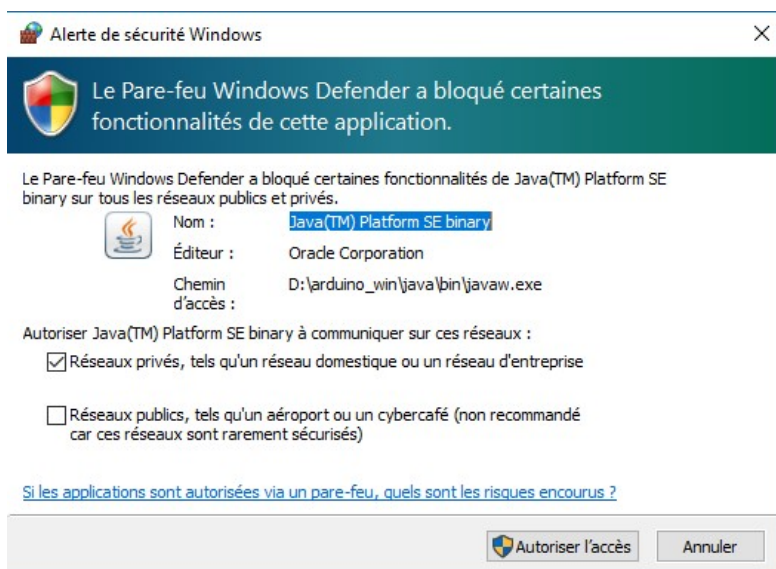 Alerte de sécurité Windows
Le Pare-feu Windows Defender a bloqué certaines
fonctionnalités de cette application.
Le Pare-feu Windows Defender a bloqué certaines fonctionnalités de Java(TM) Platform SE
binary sur tous les réseaux publics et privés.
Nom : Java(TM) Platform SE binary
Éditeur : Oracle Corporation
Chemin D:\arduino_win\java\bin\javaw.exe
d'accès :
Autoriser Java(TM) Platform SE binary à communiquer sur ces réseaux :
Réseaux privés, tels qu'un réseau domestique ou un réseau d'entreprise
Réseaux publics, tels qu'un aéroport ou un cybercafé (non recommandé
car ces réseaux sont rarement sécurisés)
Si les applications sont autorisées via un pare-feu, quels sont les risques encourus ?
Autoriser l'accès Annuler